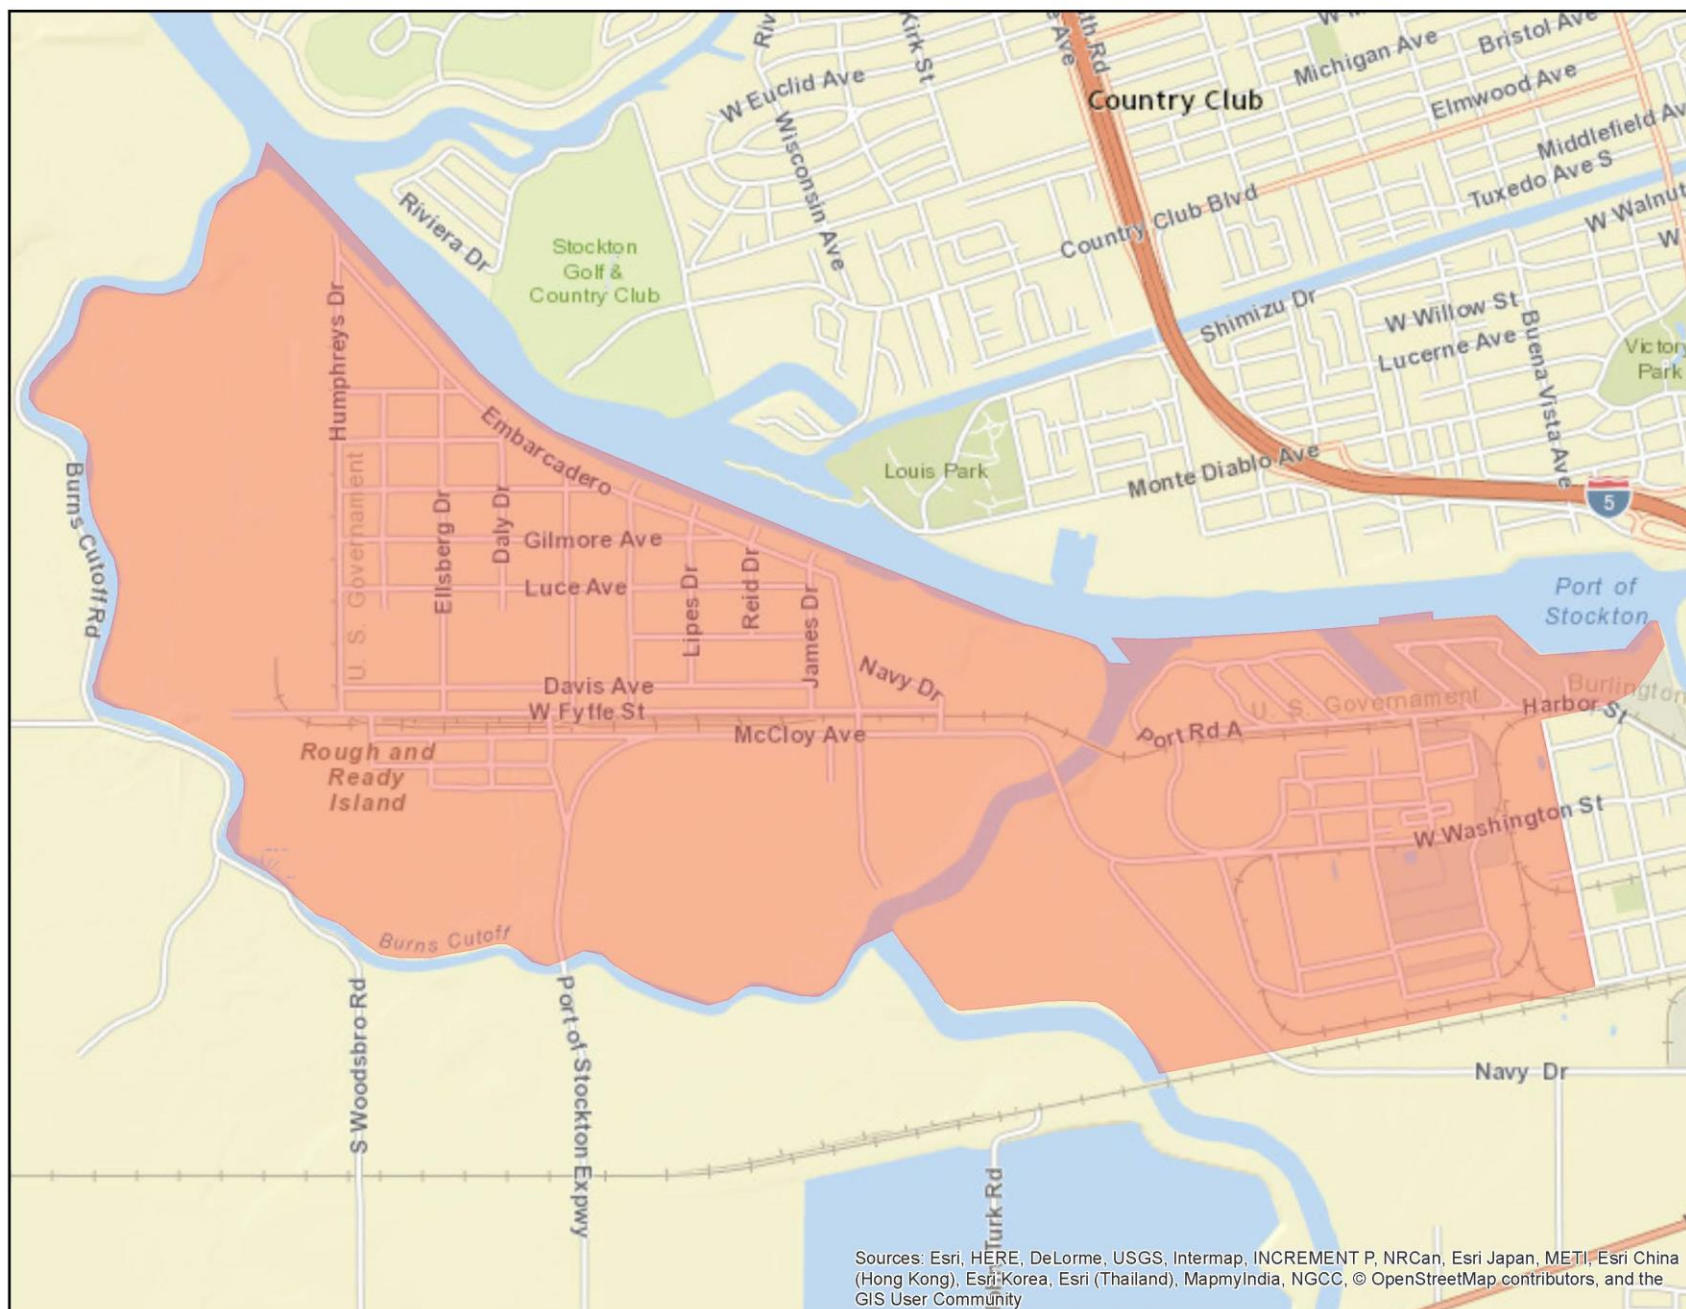 Kirk St
W Euclid Ave
Wisconsin Ave
Country Club
Michigan Ave
Bristol Ave
Elmwood Ave
Middlefield
Tuxedo Ave S
W Walnut
W
Country Club Blvd
Riviera Dr
Stockton
Golf &
Country Club
Shimizu Dr
W Willow St
Lucerne Ave
Buena Vista Ave
Victory
Park
Humphreys Dr
Embarcadero
Louis Park
Monte Diablo Ave
5
Burns Cutoff Rd
U. S. Governament
Ellsberg Dr
Daly Dr
Gilmore Ave
Luce Ave
Lipes Dr
Reid Dr
James Dr
Port of
Stockton
Navy Dr
Davis Ave
W Fyffe St
McCloy Ave
Port Rd A
U. S. Governament
Harbor St
Burlington
Rough and
Ready
Island
W Washington St
Burns Cutoff
S Woodsbro Rd
Port of Stockton Expwy
Navy Dr
Turk Rd
Sources: Esri, HERE, DeLorme, USGS, Intermap, INCREMENT P, NRCan, Esri Japan, METI, Esri China
(Hong Kong), Esri Korea, Esri (Thailand), MapmyIndia, NGCC, © OpenStreetMap contributors, and the
GIS User Community